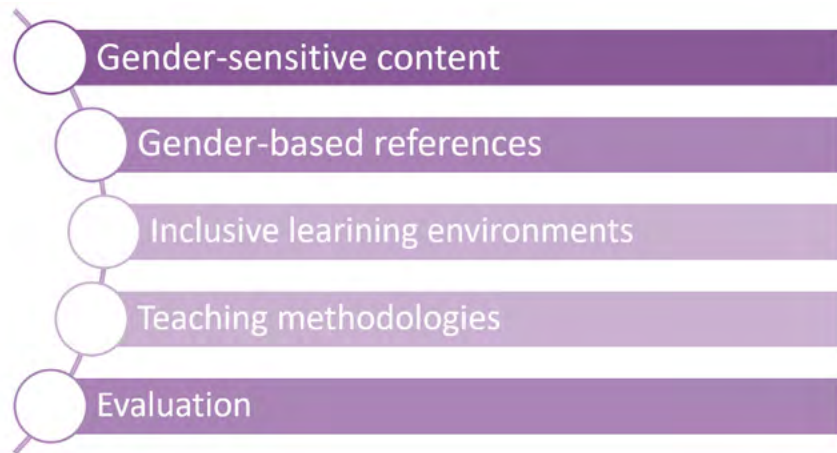 Gender-sensitive content
Gender-based references
Inclusive learining environments
Teaching methodologies
Evaluation